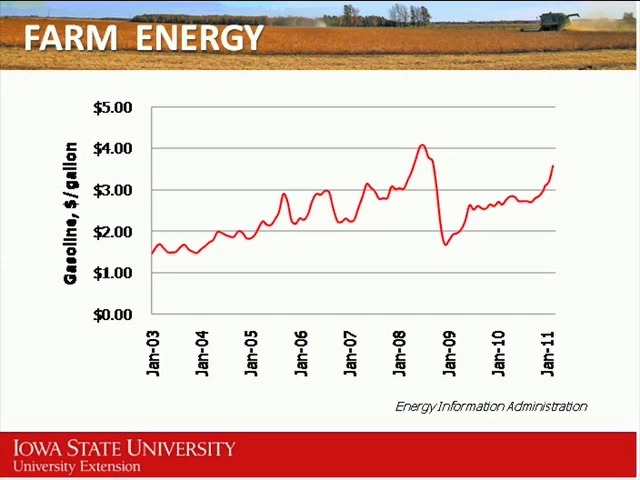 FARM ENERGY
Gasoline, $/gallon
$5.00
$4.00
$3.00
$2.00
$1.00
$0.00
Jan-03
Jan-04
Jan-05
Jan-06
Jan-07
Jan-08
Jan-09
Jan-10
Jan-11
Energy Information Administration
IOWA STATE UNIVERSITY
University Extension